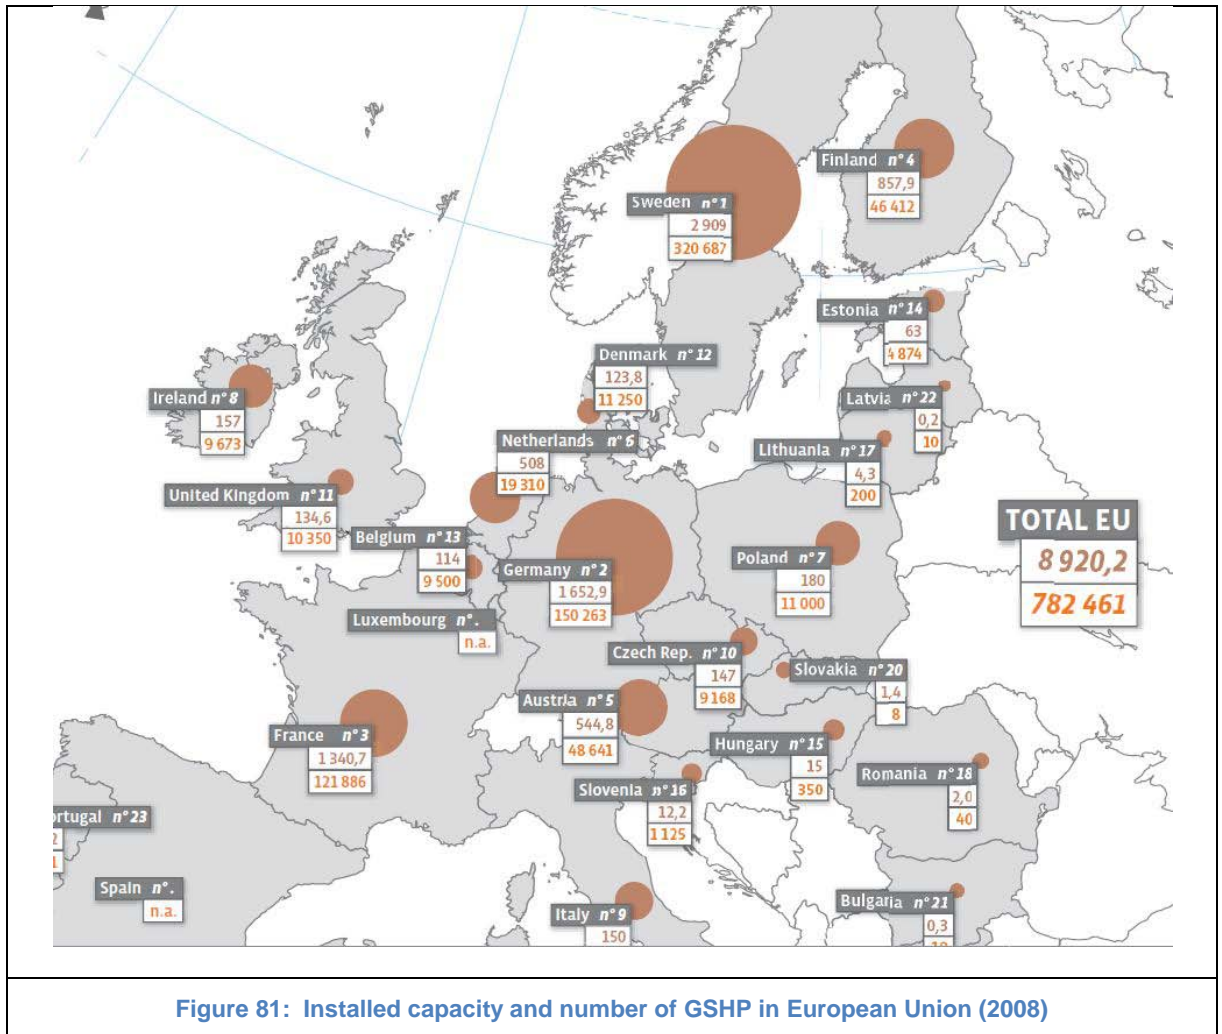 Finland n°4
857,9
46 412
Sweden n°1
2 909
320 687
Estonia n°14
63
4 874
Denmark n°12
123,8
11 250
Ireland n°8
157
9 673
Latvia n°22
0,2
10
Netherlands n°6
508
19 310
Lithuania n°17
4,3
200
United Kingdom n°11
134,6
10 350
TOTAL EU
8 920,2
782 461
Belgium n°13
114
9 500
Poland n°7
180
11 000
Germany n°2
1 652,9
150 263
Luxembourg n°.
n.a.
Czech Rep. n°10
147
9 168
Slovakia n°20
1,4
8
Austria n°5
544,8
48 641
France n°3
1 340,7
121 886
Hungary n°15
15
350
Romania n°18
2,0
40
Slovenia n°16
12,2
1 125
ortugal n°23
2
1
Spain n°.
n.a.
Bulgaria n°21
0,3
Italy n°9
150
Figure 81: Installed capacity and number of GSHP in European Union (2008)